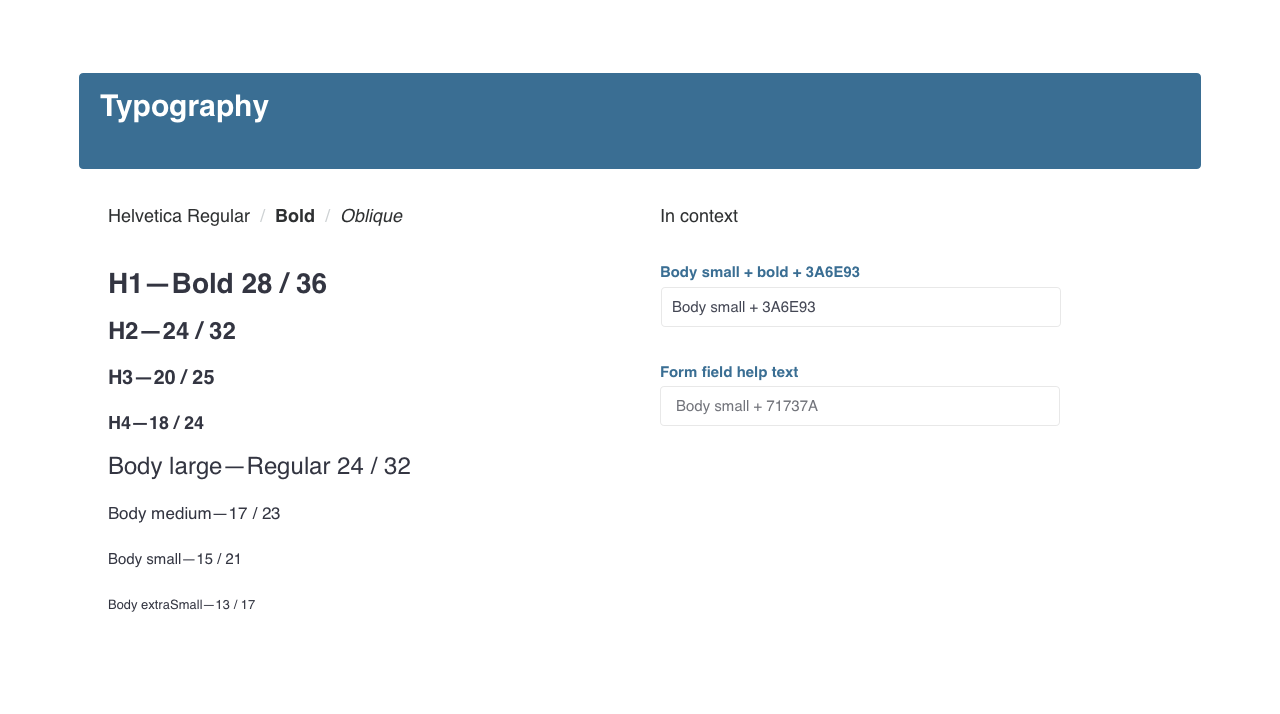 Typography
Helvetica Regular / Bold / Oblique
H1—Bold 28 / 36
H2—24 / 32
H3—20 / 25
H4—18 / 24
Body large—Regular 24 / 32
Body medium—17 / 23
Body small—15 / 21
Body extraSmall—13 / 17
In context
Body small + bold + 3A6E93
Body small + 3A6E93
Form field help text
Body small + 71737A